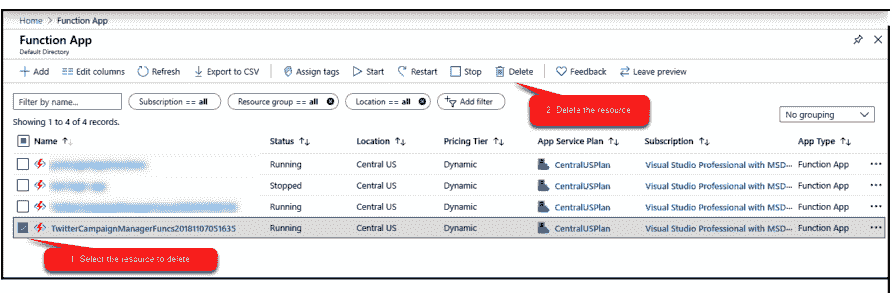 Home > Function App
Function App
Default Directory
Add Edit columns Refresh Export to CSV Assign tags Start Restart Stop Delete Feedback Leave preview
Filter by name... Subscription == all Resource group == all Location == all Add filter
2. Delete the resource
No grouping
Showing 1 to 4 of 4 records.
Name Status Location Pricing Tier App Service Plan Subscription App Type
Running Central US Dynamic CentralUSPlan Visual Studio Professional with MSD... Function App ...
Stopped Central US Dynamic CentralUSPlan Visual Studio Professional with MSD... Function App ...
Running Central US Dynamic CentralUSPlan Visual Studio Professional with MSD... Function App ...
TwitterCampaignManagerFuncs20181107051635 Running Central US Dynamic CentralUSPlan Visual Studio Professional with MSD... Function App ...
1. Select the resource to delete